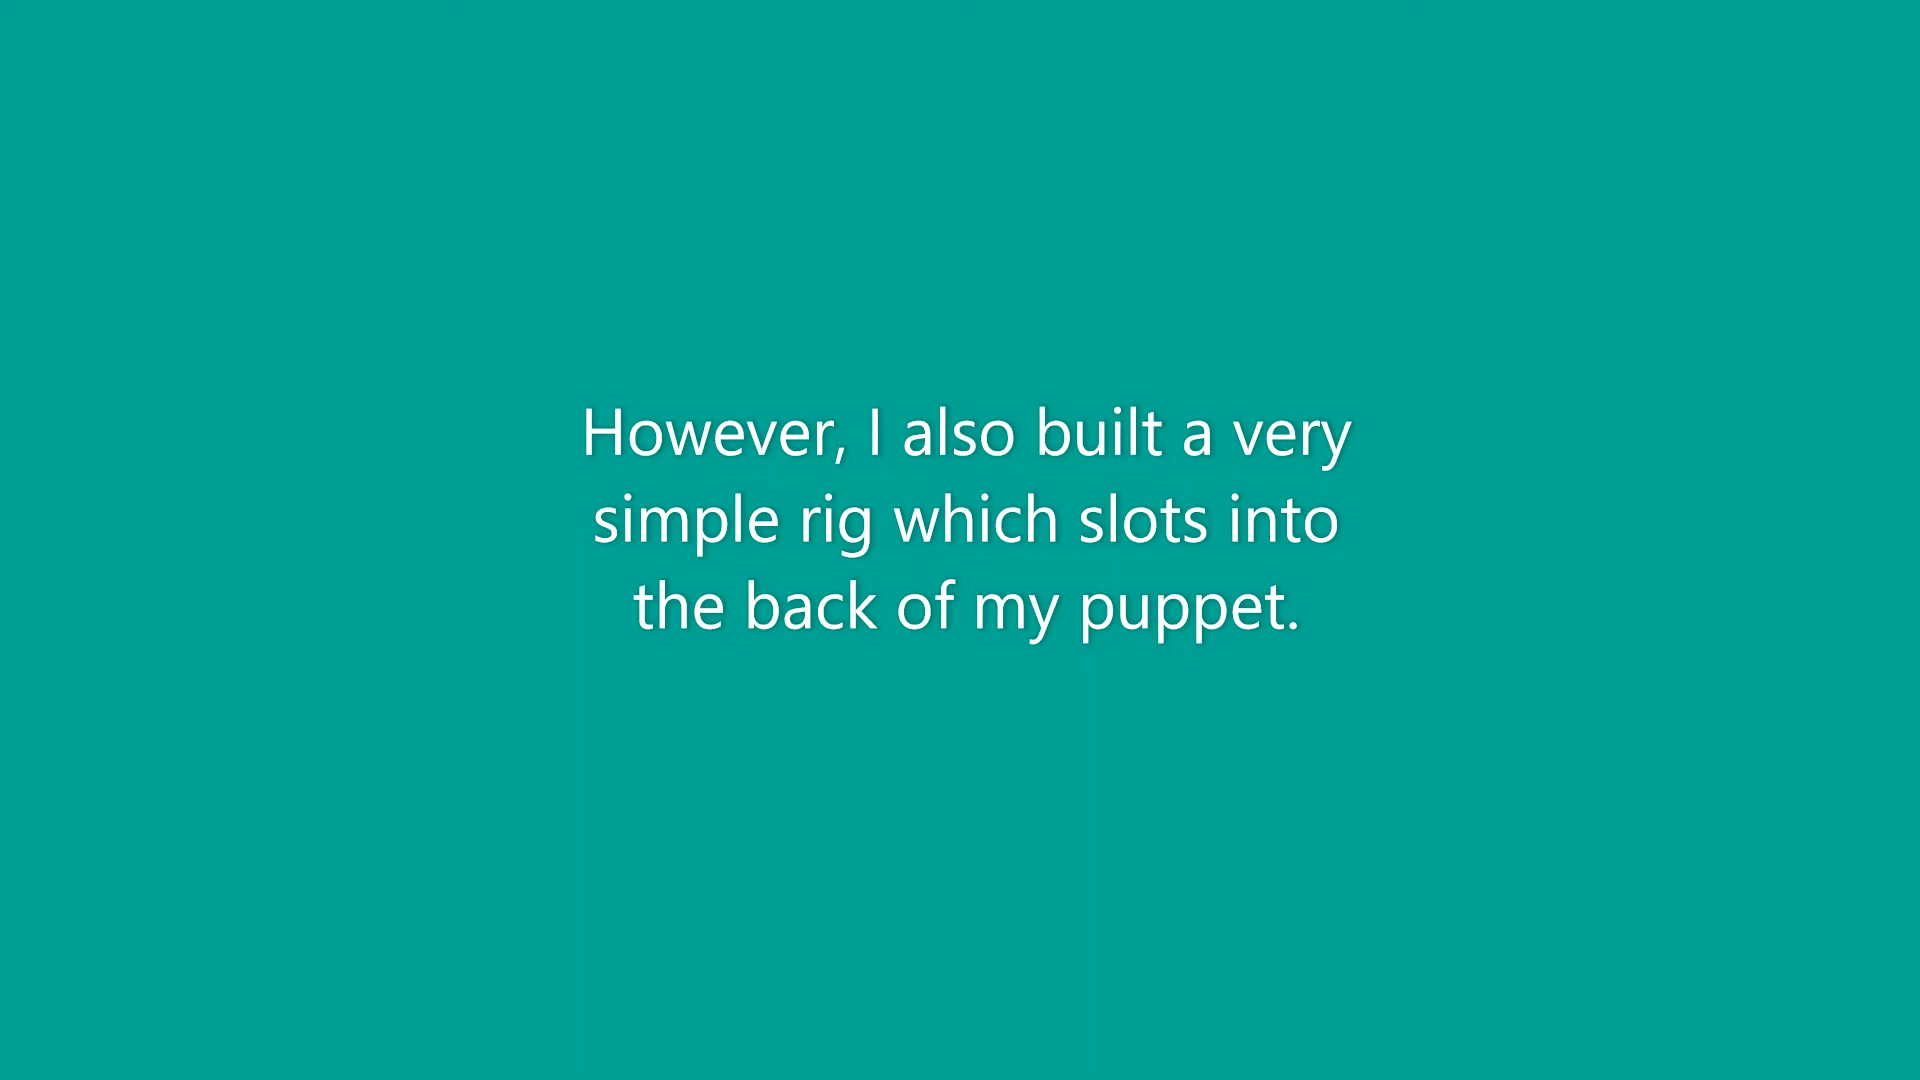 However, I also built a very
simple rig which slots into
the back of my puppet.